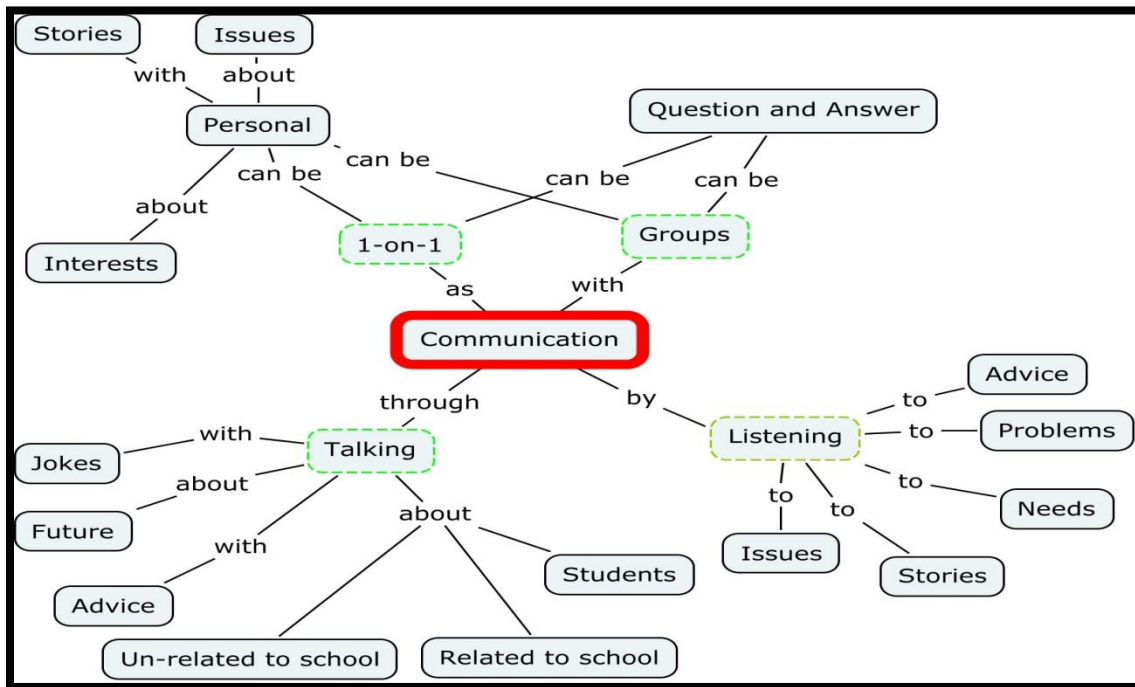 Stories
Issues
with
about
Personal
Question and Answer
can be
can be
can be
can be
about
1-on-1
Groups
Interests
as
with
Communication
through
by
Advice
to
with
Talking
Listening
to
Problems
Jokes
about
to
Needs
Future
about
to
to
with
Issues
Students
Stories
Advice
Un-related to school
Related to school